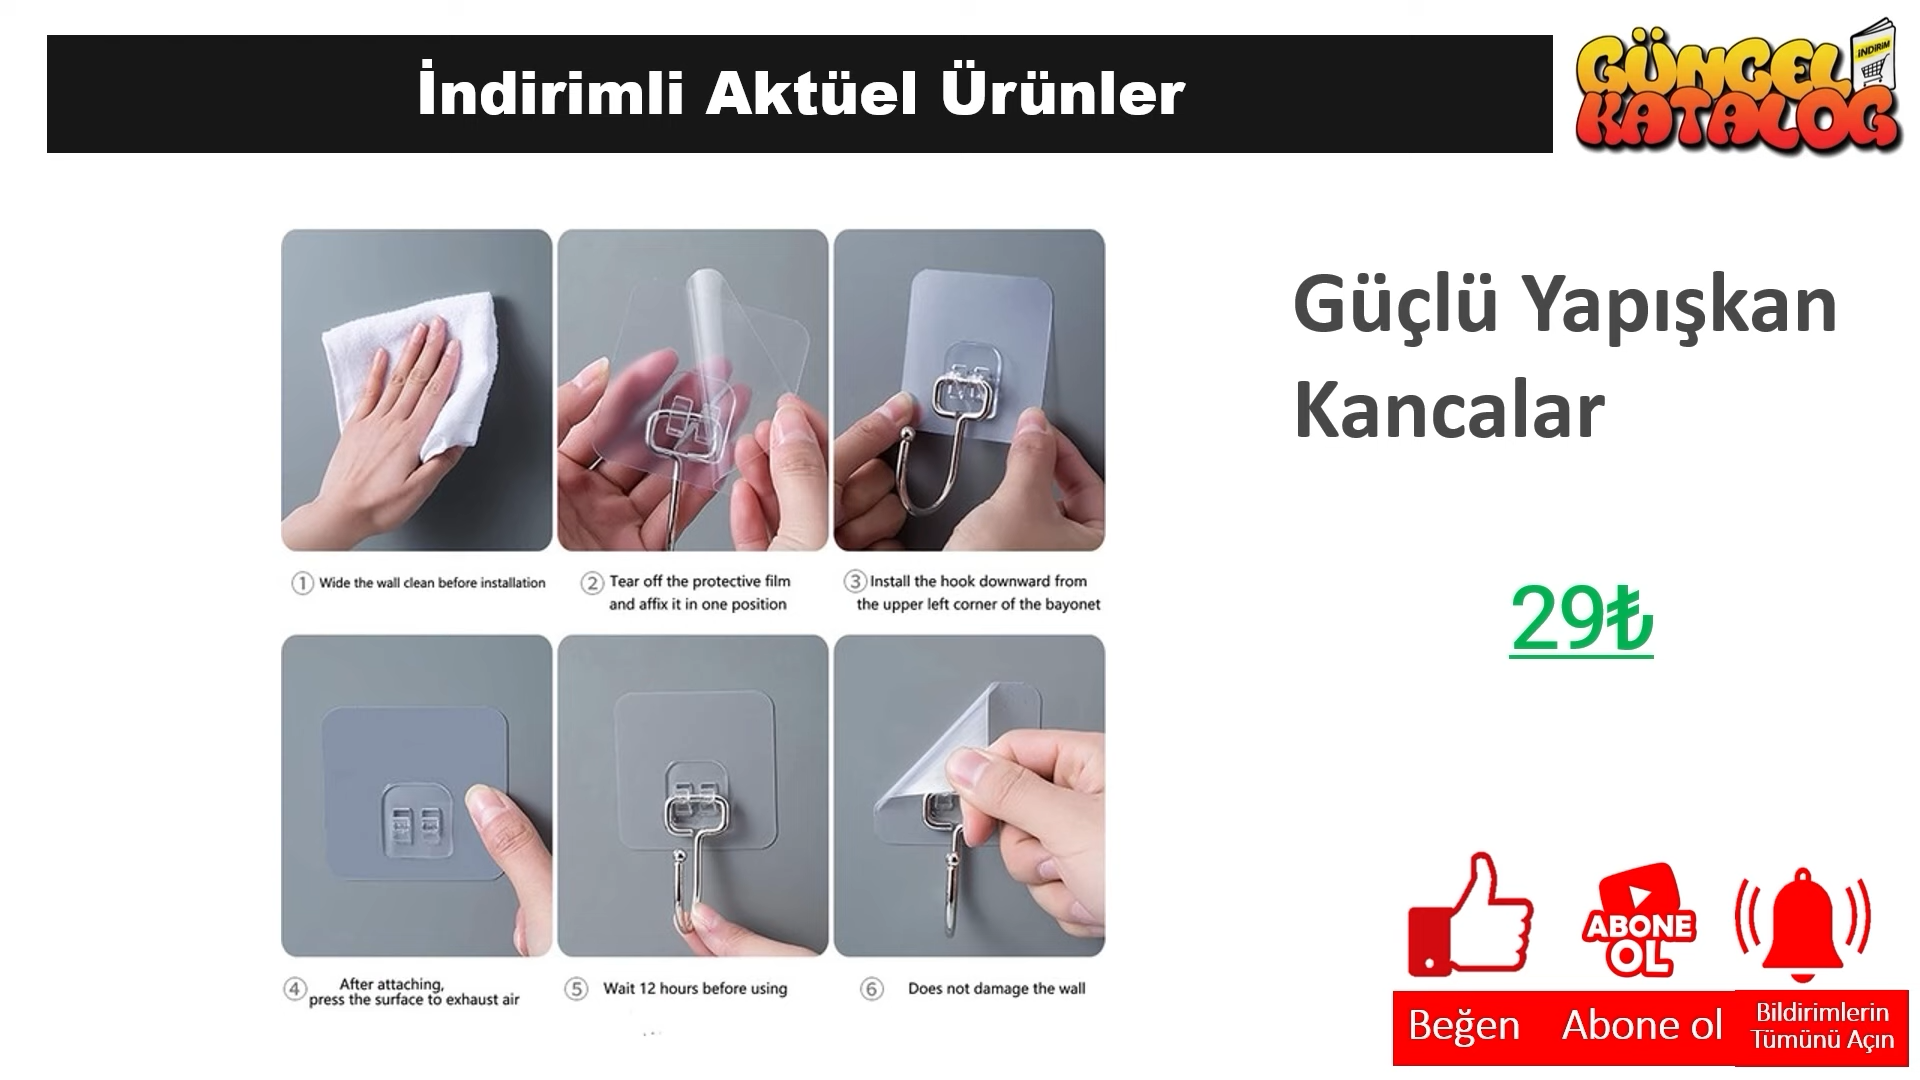 İndirimli Aktüel Ürünler
GÜNCEL
İNDİRİM
KATALOG
Güçlü Yapışkan
Kancalar
29₺
1 Wide the wall clean before installation
2 Tear off the protective film
and affix it in one position
3 Install the hook downward from
the upper left corner of the bayonet
4 After attaching,
press the surface to exhaust air
5 Wait 12 hours before using
6 Does not damage the wall
ABONE
OL
Beğen
Abone ol
Bildirimlerin
Tümünü Açın